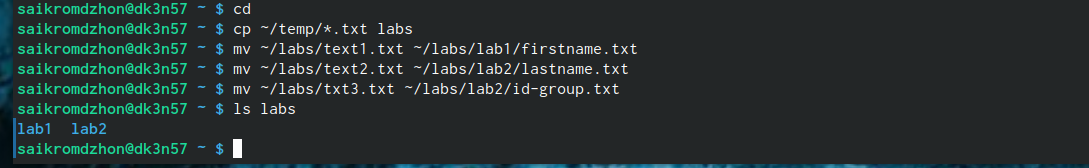 saikromdzhon@dk3n57 ~ $ cd
saikromdzhon@dk3n57 ~ $ cp ~/temp/*.txt labs
saikromdzhon@dk3n57 ~ $ mv ~/labs/text1.txt ~/labs/lab1/firstname.txt
saikromdzhon@dk3n57 ~ $ mv ~/labs/text2.txt ~/labs/lab2/lastname.txt
saikromdzhon@dk3n57 ~ $ mv ~/labs/txt3.txt ~/labs/lab2/id-group.txt
saikromdzhon@dk3n57 ~ $ ls labs
lab1  lab2
saikromdzhon@dk3n57 ~ $